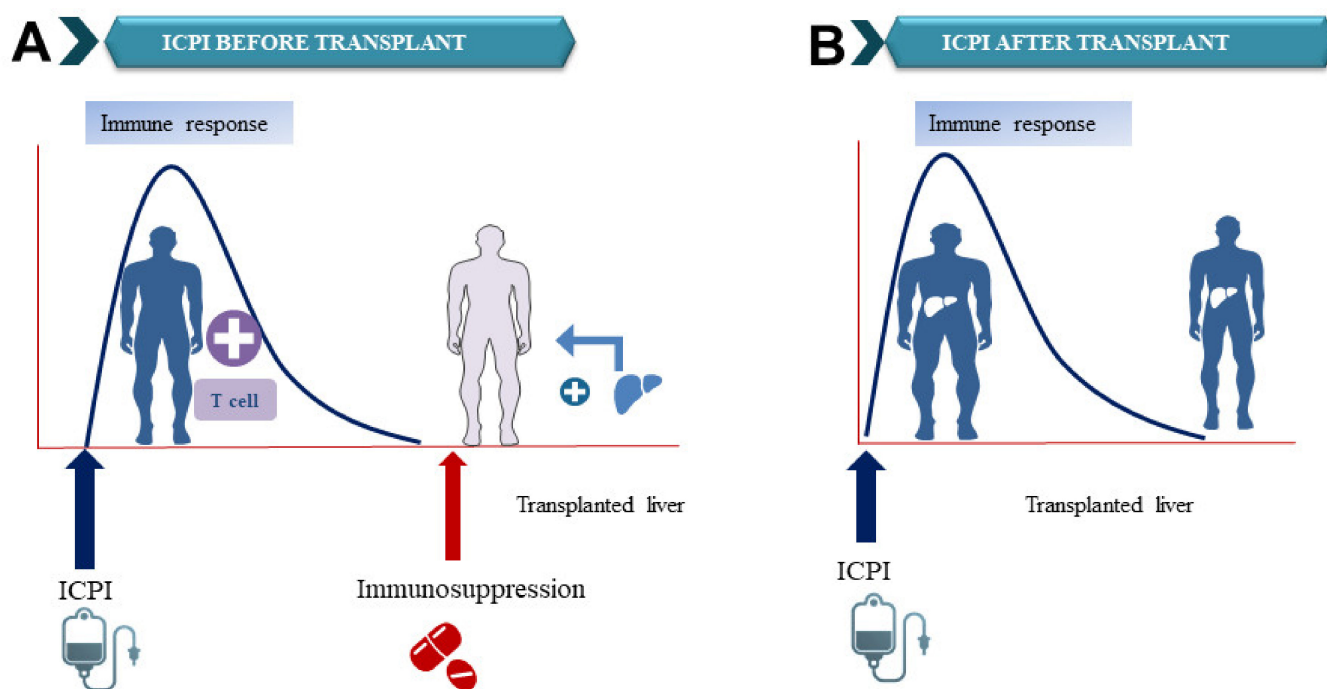 A
ICPI BEFORE TRANSPLANT
Immune response
T cell
Transplanted liver
ICPI
Immunosuppression
B
ICPI AFTER TRANSPLANT
Immune response
Transplanted liver
ICPI